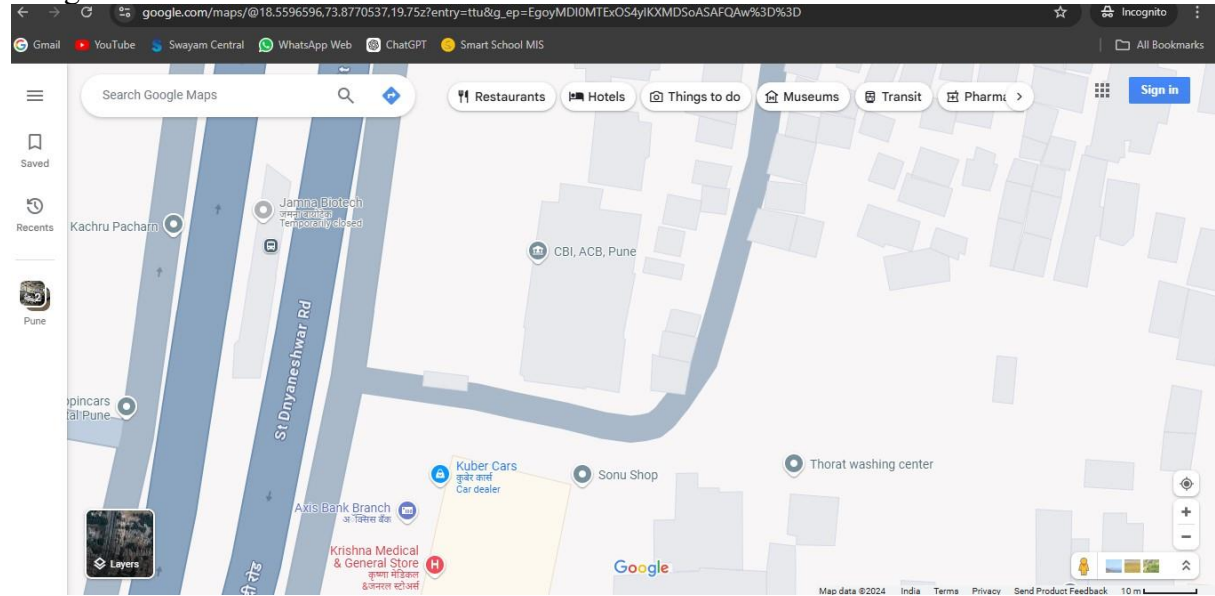 google.com/maps/@18.5596596,73.8770537,19.75z?entry=ttu&g_ep=EgoyMDI0MTExOS4yIKXMDSoASAFQAw%3D%3D
Incognito
Gmail
YouTube
Swayam Central
WhatsApp Web
ChatGPT
Smart School MIS
All Bookmarks
Search Google Maps
Restaurants
Hotels
Things to do
Museums
Transit
Pharma
Sign in
Saved
Recents
Pune
Jamna Biotech
Temporarily closed
Kachru Pacharn
CBI, ACB, Pune
St Dnyaneshwar Rd
Pune
Kuber Cars
कुबेर कार्स
Car dealer
Sonu Shop
Thorat washing center
Axis Bank Branch
अॅक्सिस बँक
Krishna Medical
& General Store
कृष्णा मेडिकल
&जनरल स्टोअर्स
Layers
Google
Map data ©2024 India Terms Privacy Send Product Feedback 10 m